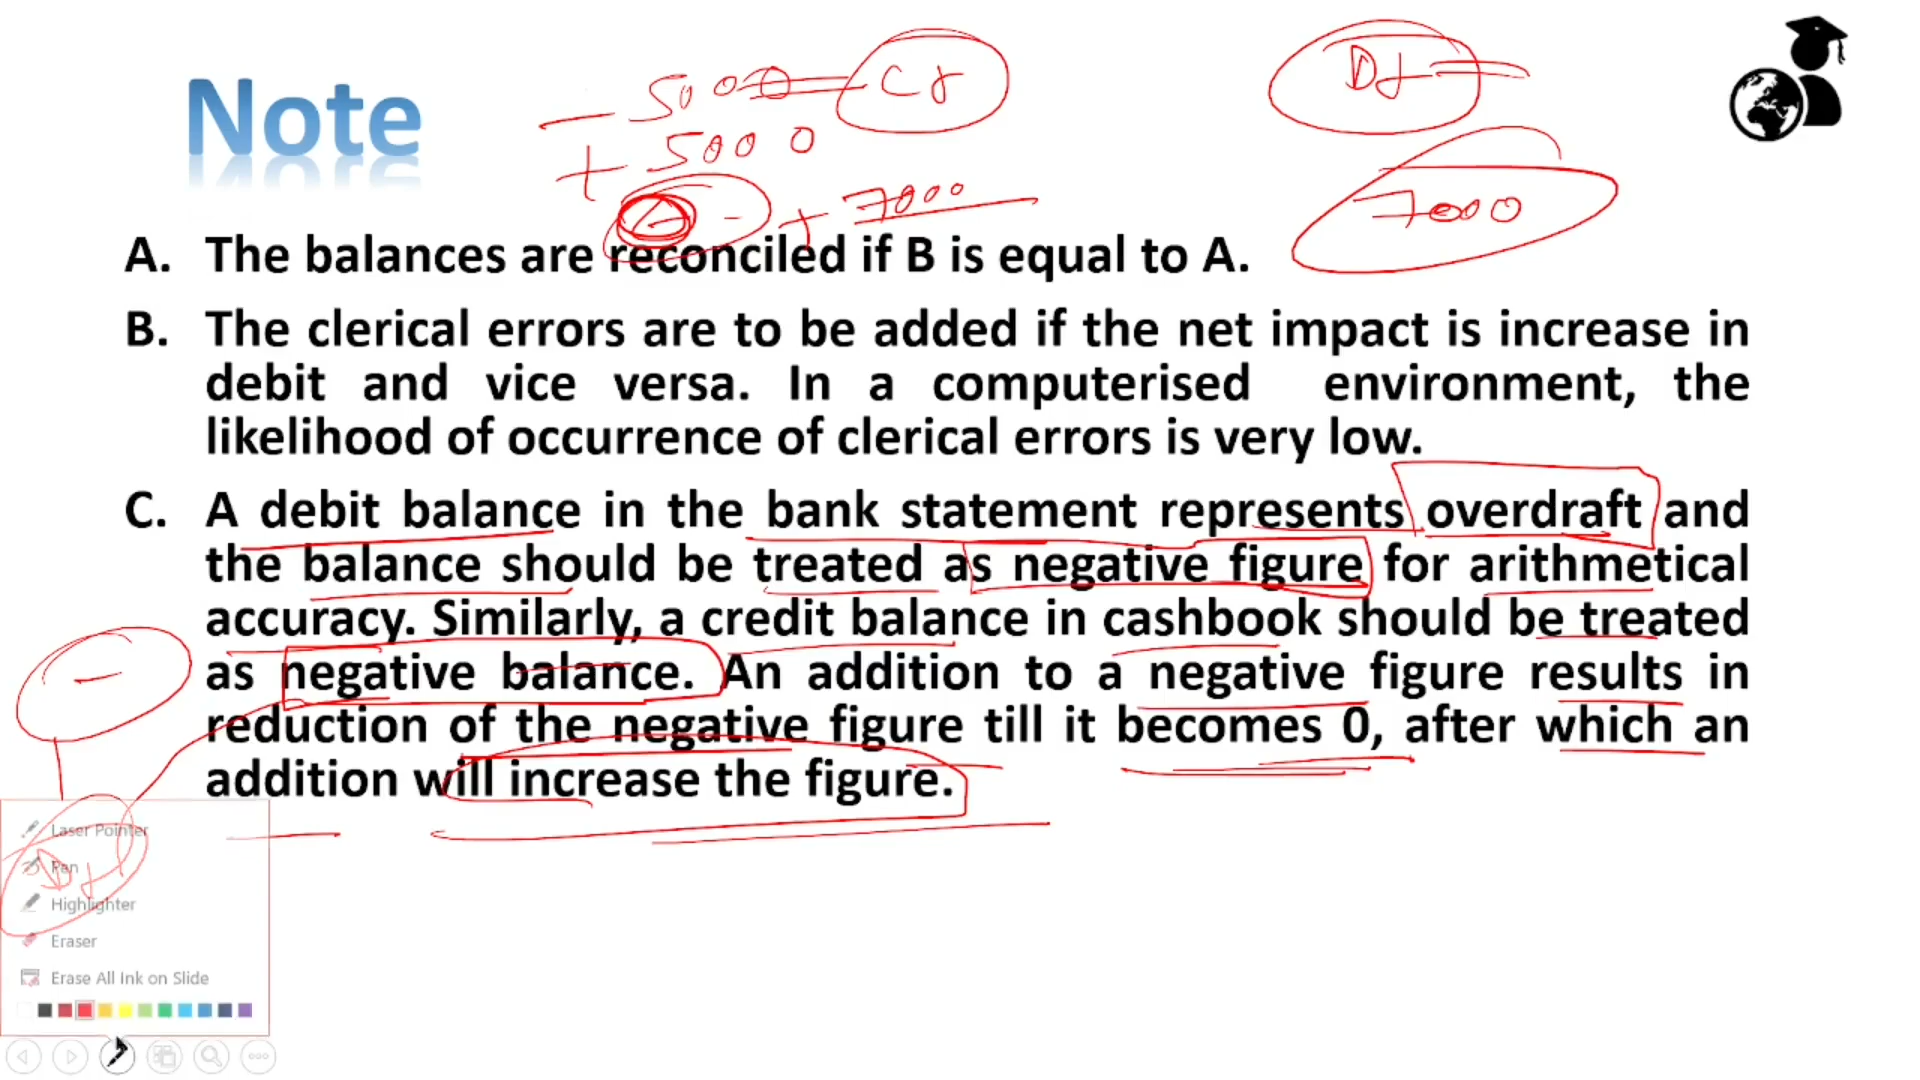 Note
— 5000 Cr
+ 5000
+ 7000
Dr
7000
A. The balances are reconciled if B is equal to A.
B. The clerical errors are to be added if the net impact is increase in
debit and vice versa. In a computerised environment, the
likelihood of occurrence of clerical errors is very low.
C. A debit balance in the bank statement represents overdraft and
the balance should be treated as negative figure for arithmetical
accuracy. Similarly, a credit balance in cashbook should be treated
as negative balance. An addition to a negative figure results in
reduction of the negative figure till it becomes 0, after which an
addition will increase the figure.
Laser Pointer
Pen
Dr
Highlighter
Eraser
Erase All Ink on Slide